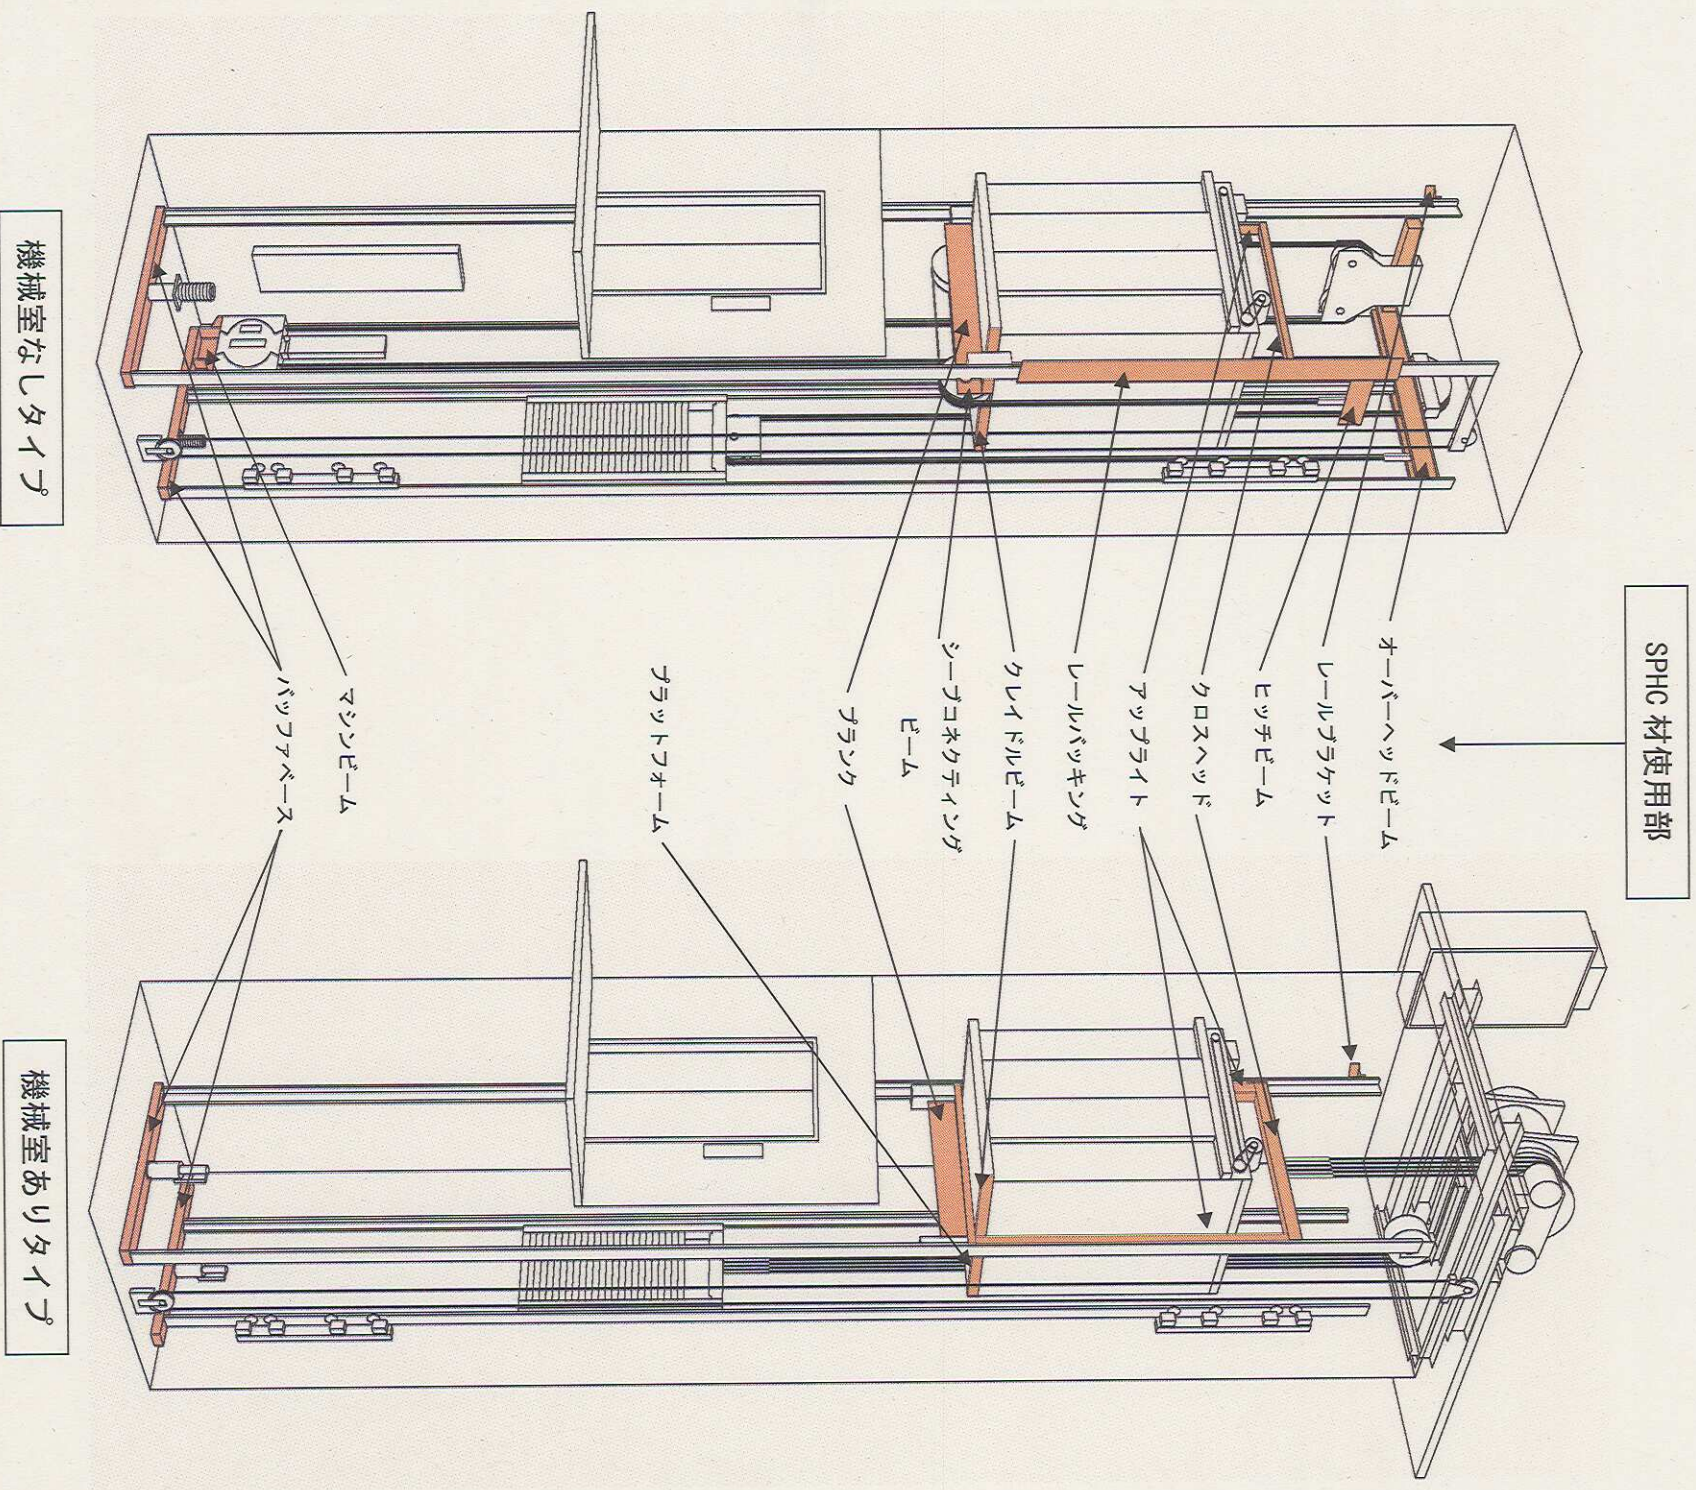 SPHC 材使用部
オーバーヘッドビーム
レールブラケット
ヒッチビーム
クロスヘッド
アップライト
レールバッキング
クレイドルビーム
シーブコネクティング
ビーム
プランク
プラットフォーム
マシンビーム
バッファベース
機械室なしタイプ
機械室ありタイプ